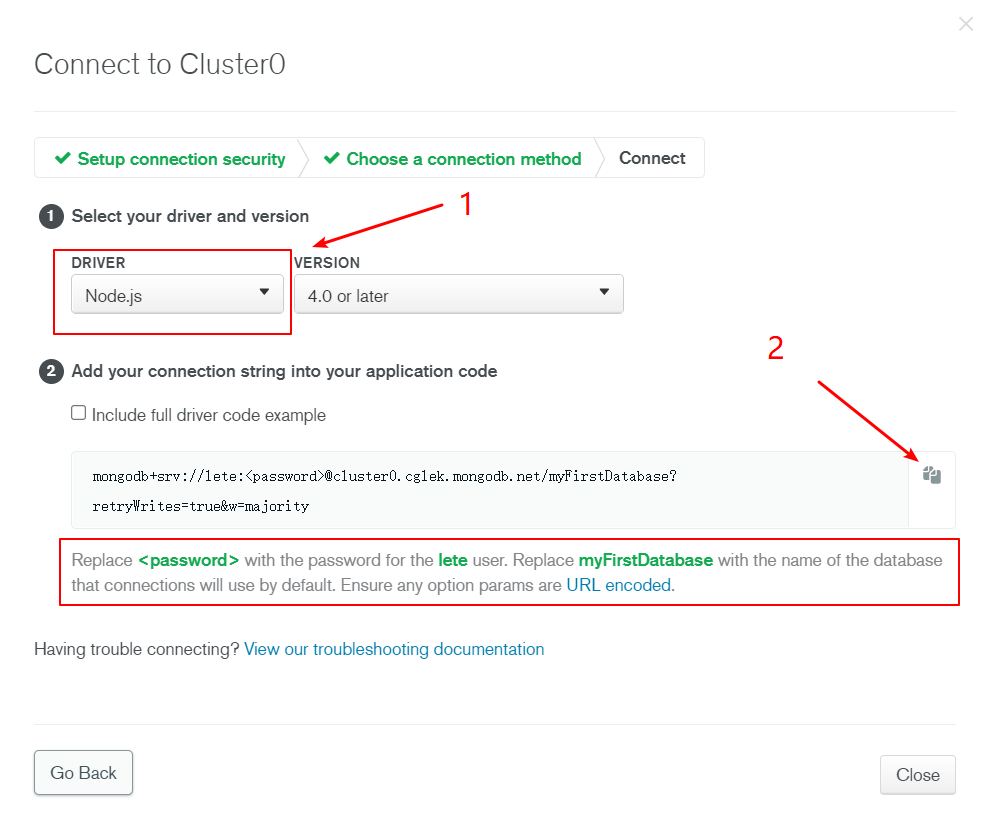 Connect to Cluster0
Setup connection security
Choose a connection method
Connect
1
1 Select your driver and version
DRIVER
VERSION
Node.js
4.0 or later
2
2 Add your connection string into your application code
Include full driver code example
mongodb+srv://lete:<password>@cluster0.cglek.mongodb.net/myFirstDatabase?
retryWrites=true&w=majority
Replace <password> with the password for the lete user. Replace myFirstDatabase with the name of the database
that connections will use by default. Ensure any option params are URL encoded.
Having trouble connecting? View our troubleshooting documentation
Go Back
Close